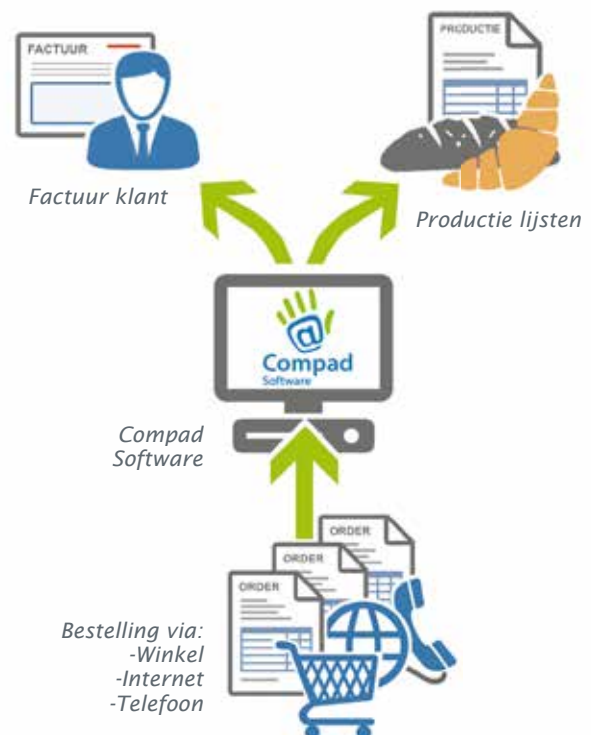 FACTUUR
PRODUCTIE
Factuur klant
Productie lijsten
@
Compad
Software
Compad
Software
ORDER
ORDER
ORDER
Bestelling via:
-Winkel
-Internet
-Telefoon